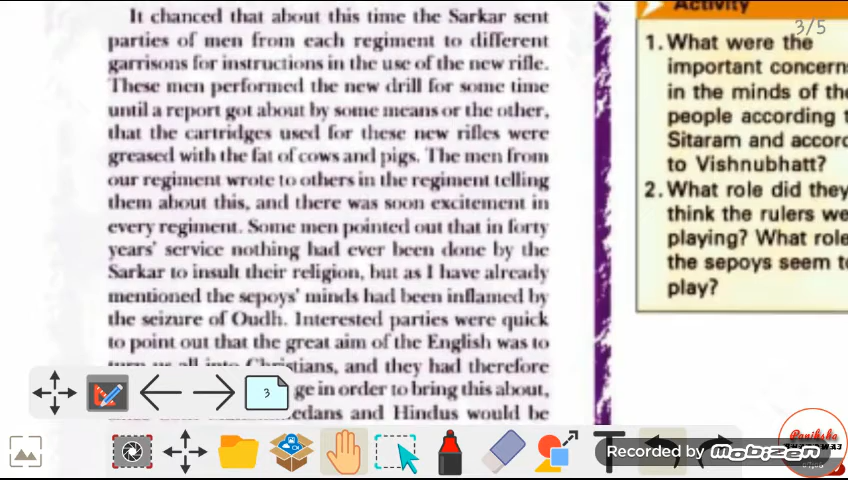 It chanced that about this time the Sarkar sent
parties of men from each regiment to different
garrisons for instructions in the use of the new rifle.
These men performed the new drill for some time
until a report got about by some means or the other,
that the cartridges used for these new rifles were
greased with the fat of cows and pigs. The men from
our regiment wrote to others in the regiment telling
them about this, and there was soon excitement in
every regiment. Some men pointed out that in forty
years' service nothing had ever been done by the
Sarkar to insult their religion, but as I have already
mentioned the sepoys' minds had been inflamed by
the seizure of Oudh. Interested parties were quick
to point out that the great aim of the English was to
turn us all into Christians, and they had therefore
ge in order to bring this about,
edans and Hindus would be
Activity
3/5
1. What were the
important concern
in the minds of the
people according t
Sitaram and accord
to Vishnubhatt?
2. What role did they
think the rulers we
playing? What role
the sepoys seem to
play?
3
T
Paniksha
Recorded by mobizen